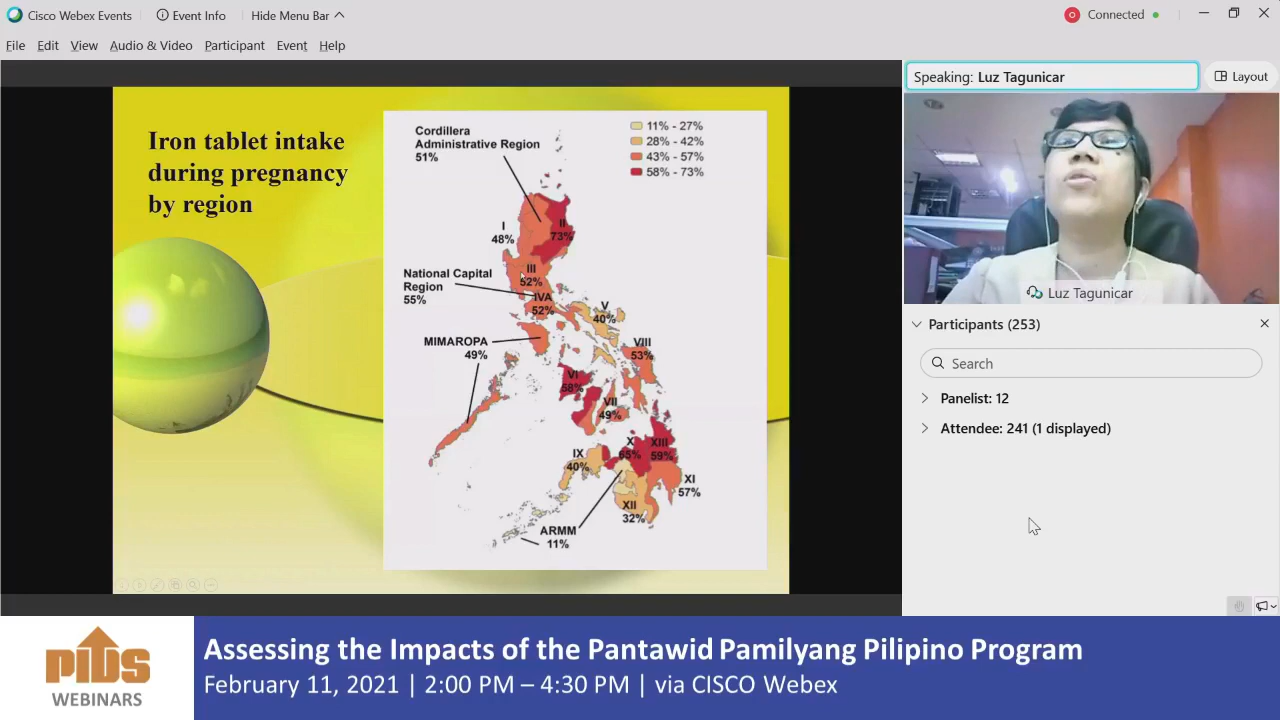 Cisco Webex Events
Event Info
Hide Menu Bar
Connected
File Edit View Audio & Video Participant Event Help
Speaking: Luz Tagunicar
Layout
Iron tablet intake
during pregnancy
by region
Cordillera
Administrative Region
51%
11% - 27%
28% - 42%
43% - 57%
58% - 73%
I
48%
II
73%
III
52%
National Capital
Region
55%
IVA
52%
V
40%
MIMAROPA
49%
VIII
53%
VI
58%
VII
49%
IX
40%
X
65%
XIII
59%
XI
57%
XII
32%
ARMM
11%
Luz Tagunicar
Participants (253)
Search
Panelist: 12
Attendee: 241 (1 displayed)
PIDS
WEBINARS
Assessing the Impacts of the Pantawid Pamilyang Pilipino Program
February 11, 2021 | 2:00 PM – 4:30 PM | via CISCO Webex